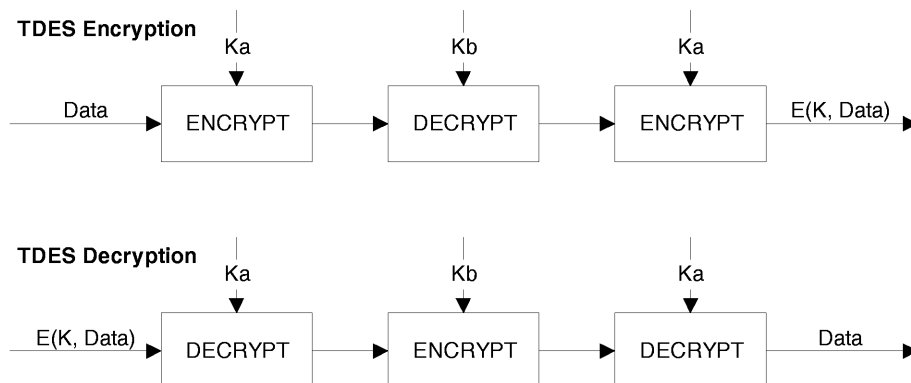 TDES Encryption
Ka
Kb
Ka
Data
ENCRYPT
DECRYPT
ENCRYPT
E(K, Data)
TDES Decryption
Ka
Kb
Ka
E(K, Data)
DECRYPT
ENCRYPT
DECRYPT
Data